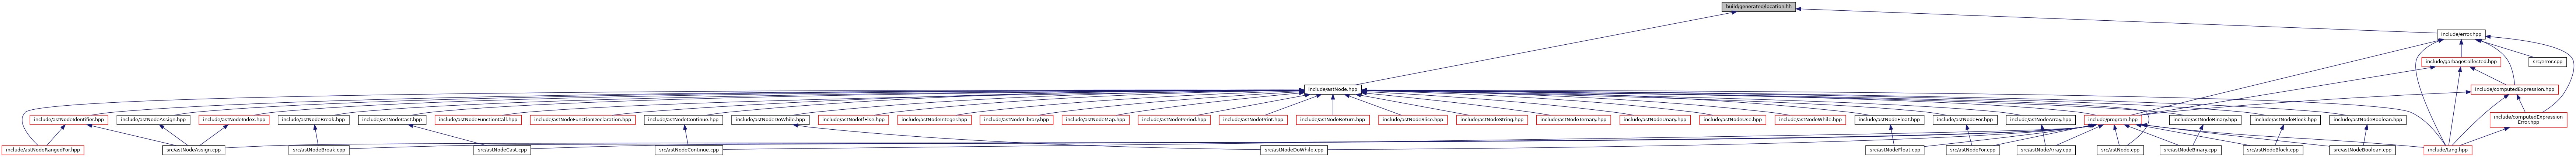 build/generated/location.hh
include/error.hpp
include/garbageCollected.hpp
src/error.cpp
include/astNode.hpp
include/computedExpression.hpp
include/astNodeIdentifier.hpp
include/astNodeAssign.hpp
include/astNodeIndex.hpp
include/astNodeBreak.hpp
include/astNodeCast.hpp
include/astNodeFunctionCall.hpp
include/astNodeFunctionDeclaration.hpp
include/astNodeContinue.hpp
include/astNodeDoWhile.hpp
include/astNodeIfElse.hpp
include/astNodeInteger.hpp
include/astNodeLibrary.hpp
include/astNodeMap.hpp
include/astNodePeriod.hpp
include/astNodePrint.hpp
include/astNodeReturn.hpp
include/astNodeSlice.hpp
include/astNodeString.hpp
include/astNodeTernary.hpp
include/astNodeUnary.hpp
include/astNodeUse.hpp
include/astNodeWhile.hpp
include/astNodeFloat.hpp
include/astNodeFor.hpp
include/astNodeArray.hpp
include/program.hpp
include/astNodeBinary.hpp
include/astNodeBlock.hpp
include/astNodeBoolean.hpp
include/computedExpression
Error.hpp
include/astNodeRangedFor.hpp
src/astNodeAssign.cpp
src/astNodeBreak.cpp
src/astNodeCast.cpp
src/astNodeContinue.cpp
src/astNodeDoWhile.cpp
src/astNodeFloat.cpp
src/astNodeFor.cpp
src/astNodeArray.cpp
src/astNode.cpp
src/astNodeBinary.cpp
src/astNodeBlock.cpp
src/astNodeBoolean.cpp
include/tang.hpp